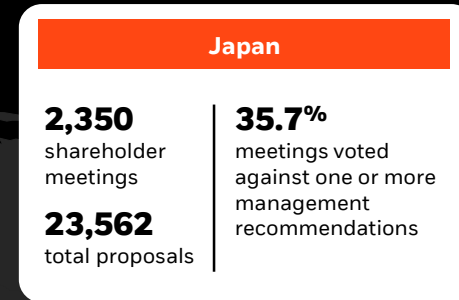 Japan
2,350
shareholder
meetings
23,562
total proposals
35.7%
meetings voted
against one or more
management
recommendations